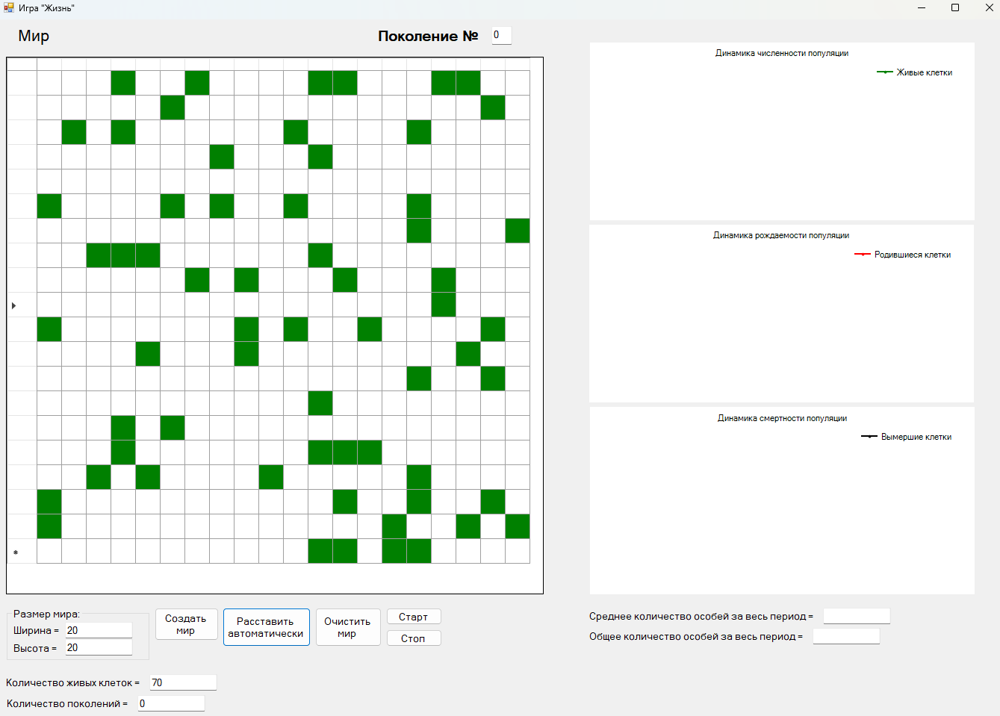 Игра "Жизнь"
Мир
Поколение №
0
Динамика численности популяции
Живые клетки
Динамика рождаемости популяции
Родившиеся клетки
Динамика смертности популяции
Вымершие клетки
Размер мира:
Ширина =
20
Высота =
20
Создать
мир
Расставить
автоматически
Очистить
мир
Старт
Стоп
Среднее количество особей за весь период =
Общее количество особей за весь период =
Количество живых клеток =
70
Количество поколений =
0